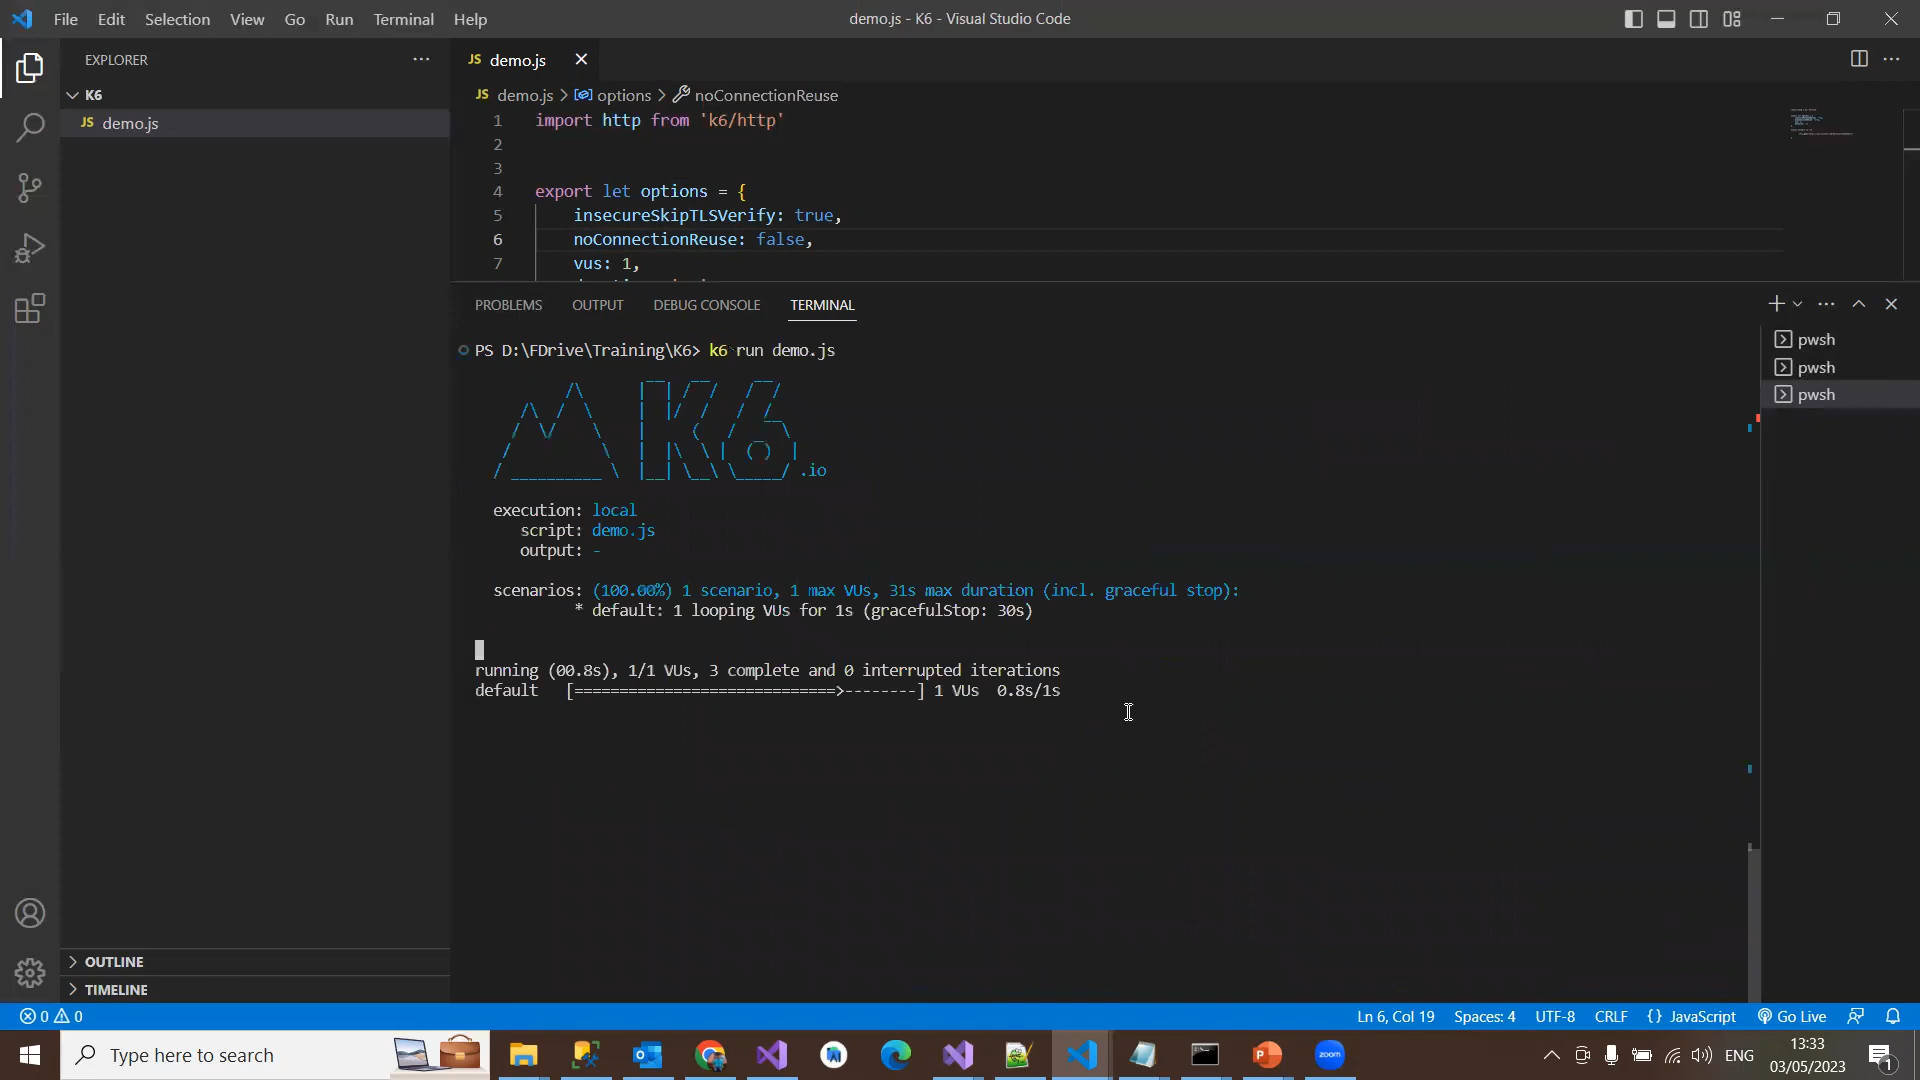 File Edit Selection View Go Run Terminal Help
demo.js - K6 - Visual Studio Code
EXPLORER
K6
JS demo.js
JS demo.js
JS demo.js > options > noConnectionReuse
1 import http from 'k6/http'
2
3
4 export let options = {
5 insecureSkipTLSVerify: true,
6 noConnectionReuse: false,
7 vus: 1,
PROBLEMS OUTPUT DEBUG CONSOLE TERMINAL
PS D:\FDrive\Training\K6> k6 run demo.js
.io
execution: local
script: demo.js
output: -
scenarios: (100.00%) 1 scenario, 1 max VUs, 31s max duration (incl. graceful stop):
* default: 1 looping VUs for 1s (gracefulStop: 30s)
running (00.8s), 1/1 VUs, 3 complete and 0 interrupted iterations
default [=============================>--------] 1 VUs 0.8s/1s
pwsh
pwsh
pwsh
OUTLINE
TIMELINE
0 0
Ln 6, Col 19 Spaces: 4 UTF-8 CRLF {} JavaScript Go Live
Type here to search
zoom
ENG
13:33
03/05/2023
1